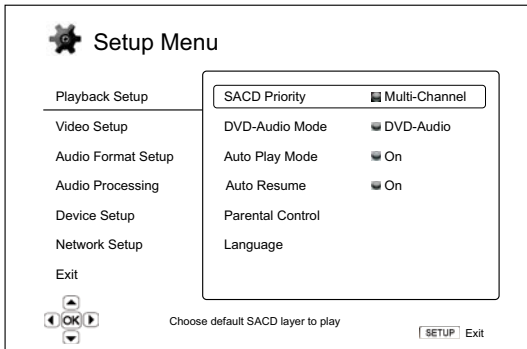 Setup Menu
Playback Setup
Video Setup
Audio Format Setup
Audio Processing
Device Setup
Network Setup
Exit
SACD Priority Multi-Channel
DVD-Audio Mode DVD-Audio
Auto Play Mode On
Auto Resume On
Parental Control
Language
OK
Choose default SACD layer to play
SETUP Exit